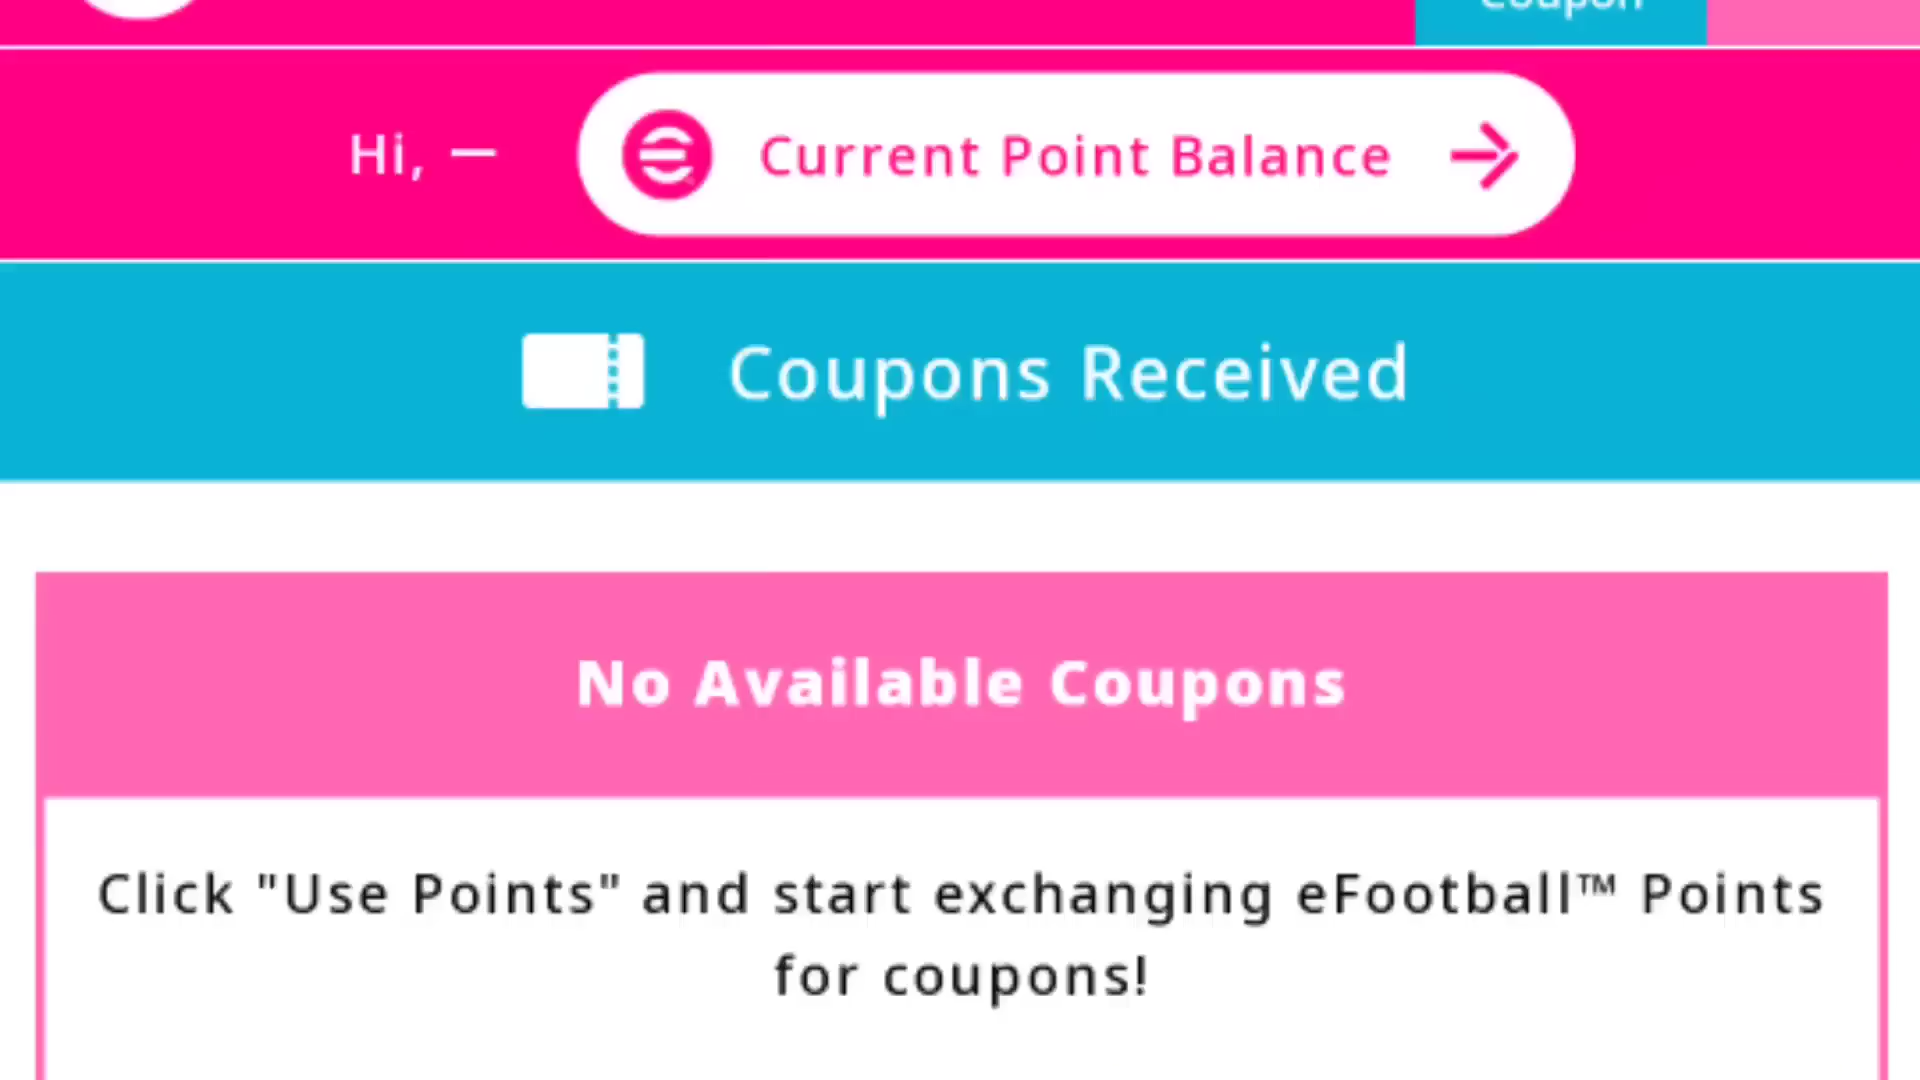 Coupon
Hi, —
Current Point Balance
Coupons Received
No Available Coupons
Click "Use Points" and start exchanging eFootball™ Points
for coupons!